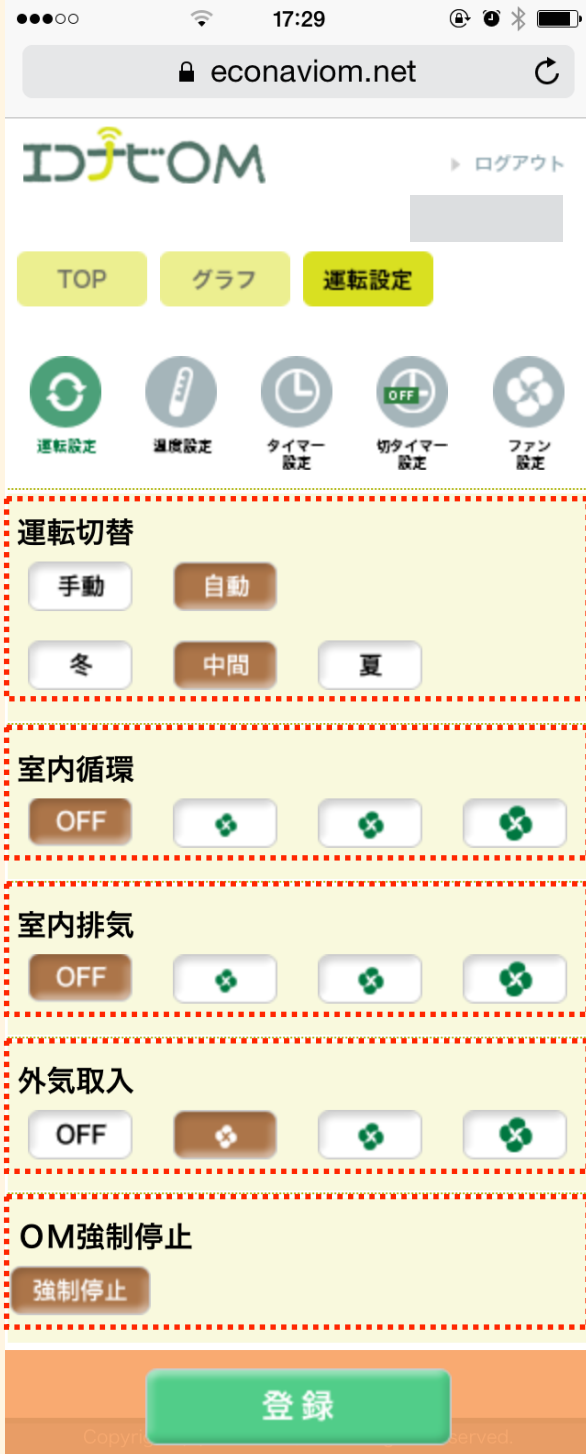 17:29
econaviom.net
エコナビOM
ログアウト
TOP グラフ 運転設定
運転設定 温度設定 タイマー設定 切タイマー設定 ファン設定
OFF
運転切替
手動 自動
冬 中間 夏
室内循環
OFF
室内排気
OFF
外気取入
OFF
OM強制停止
強制停止
登録